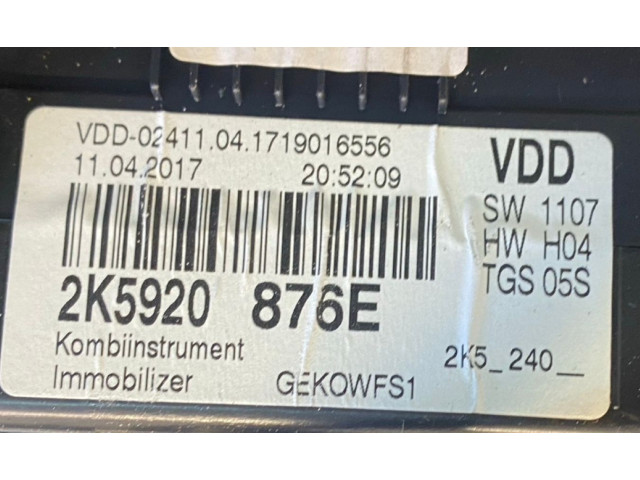 VDD-02411.04.1719016556
11.04.2017 20:52:09
VDD
SW 1107
HW H04
TGS 05S
2K5920 876E
Kombiinstrument
Immobilizer GEKOWFS1
2K5_240__